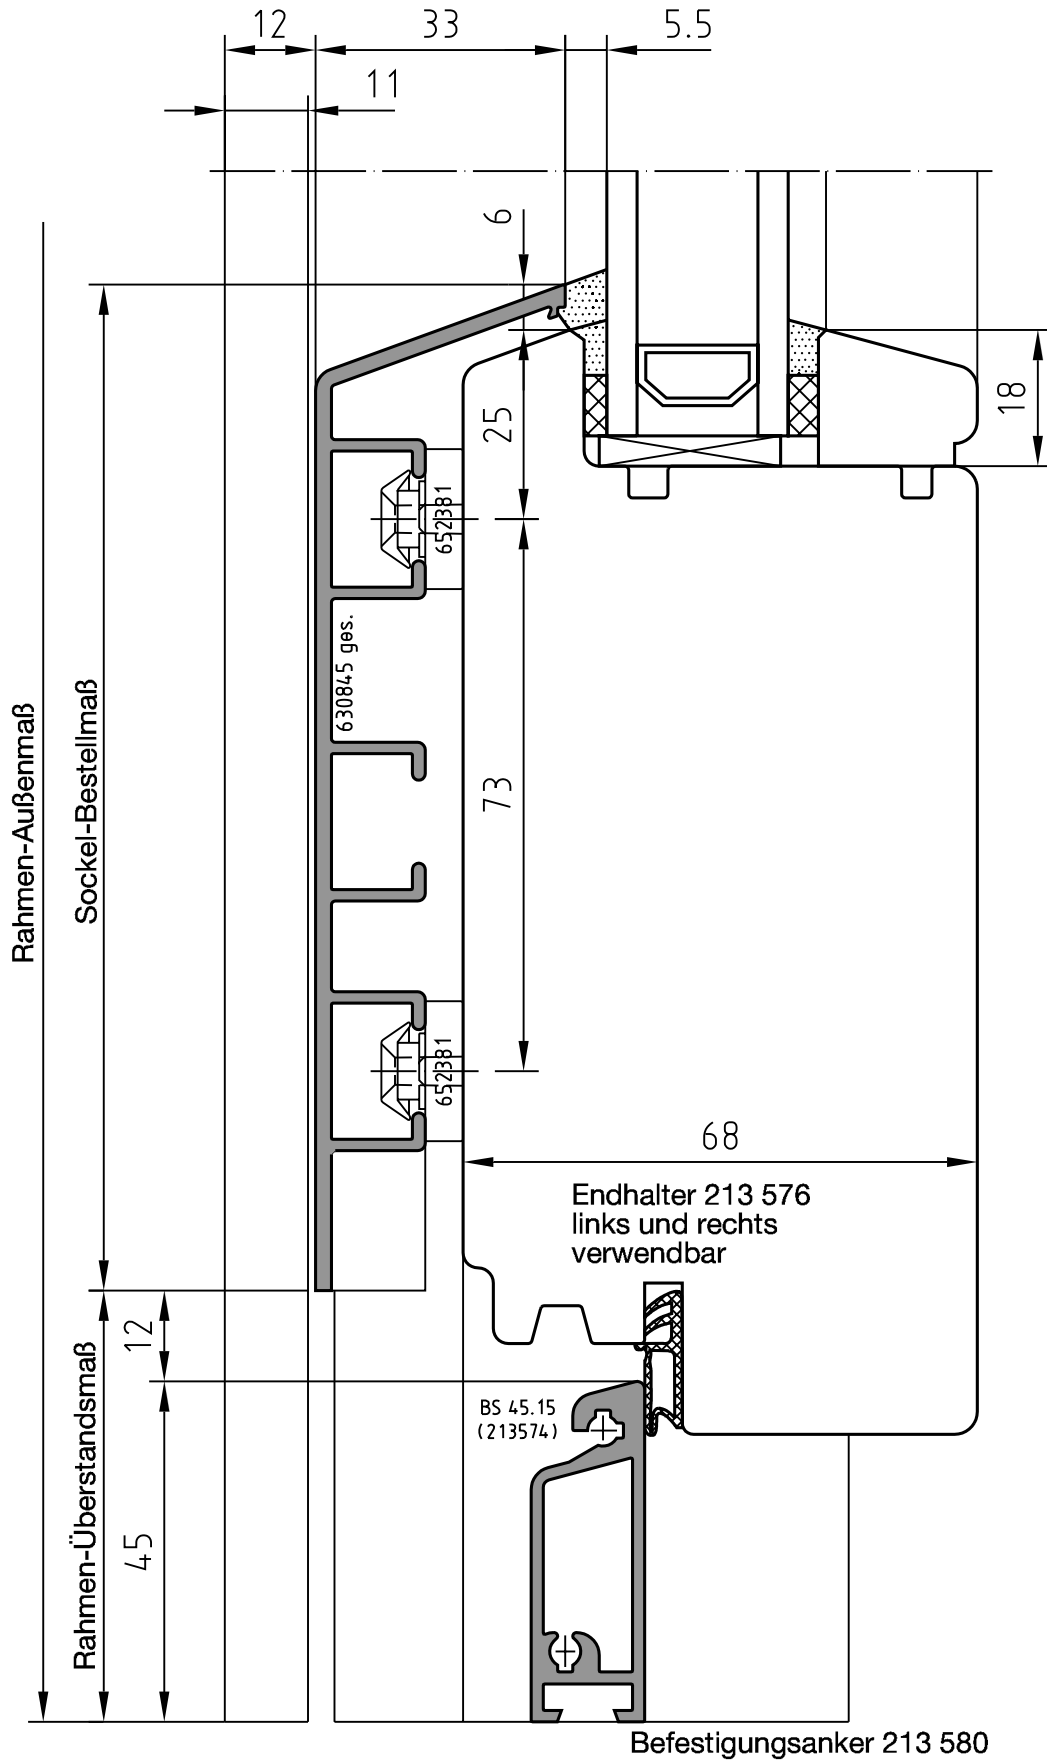 12
33
5.5
11
6
25
18
652381
630845 ges.
73
Rahmen-Außenmaß
Sockel-Bestellmaß
652381
68
Endhalter 213 576
links und rechts
verwendbar
12
BS 45.15
(213574)
Rahmen-Überstandsmaß
45
Befestigungsanker 213 580